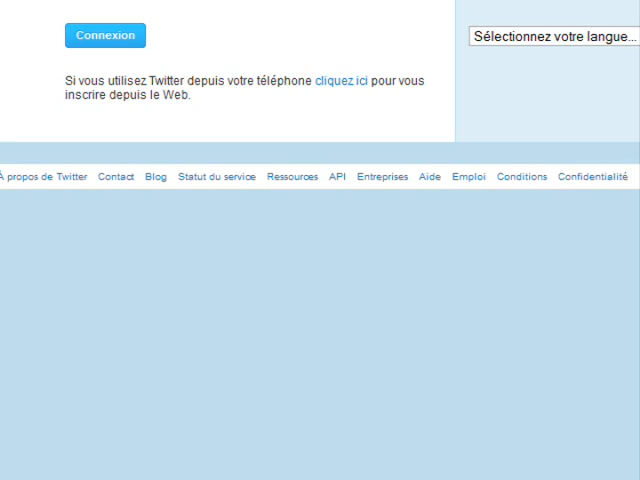 Connexion
Sélectionnez votre langue...
Si vous utilisez Twitter depuis votre téléphone cliquez ici pour vous
inscrire depuis le Web.
À propos de Twitter Contact Blog Statut du service Ressources API Entreprises Aide Emploi Conditions Confidentialité